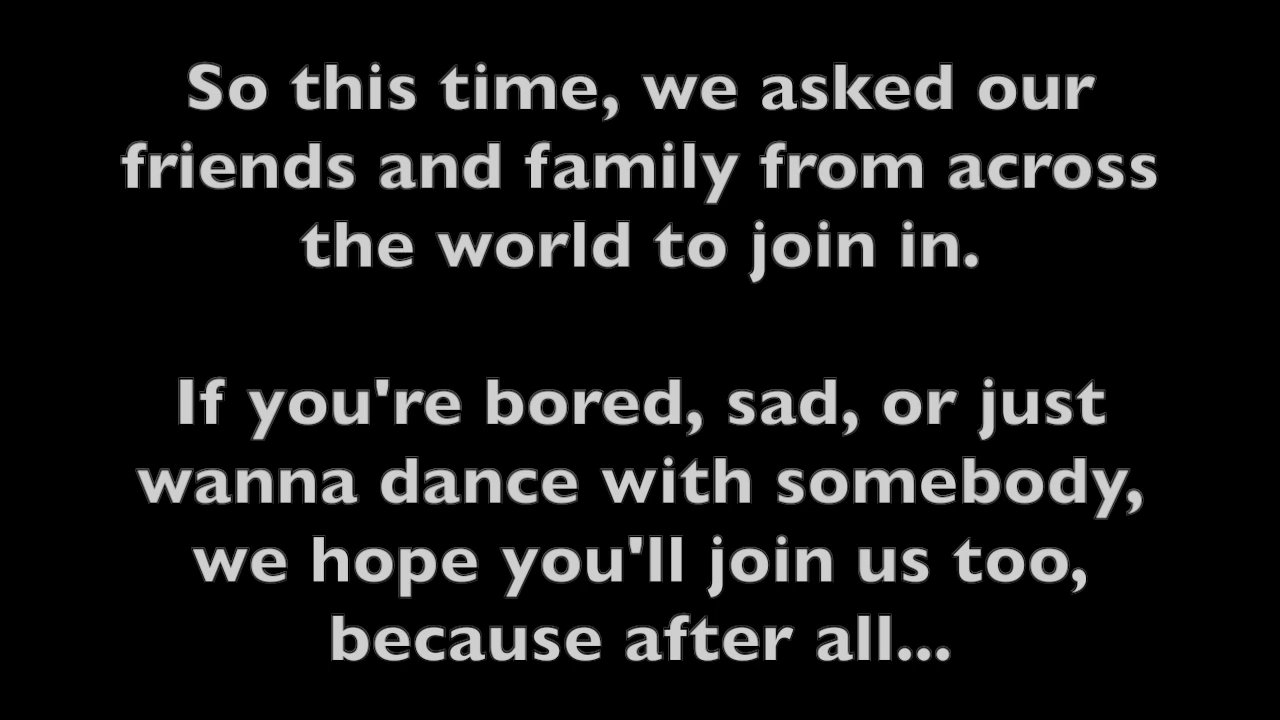 So this time, we asked our
friends and family from across
the world to join in.
If you're bored, sad, or just
wanna dance with somebody,
we hope you'll join us too,
because after all...